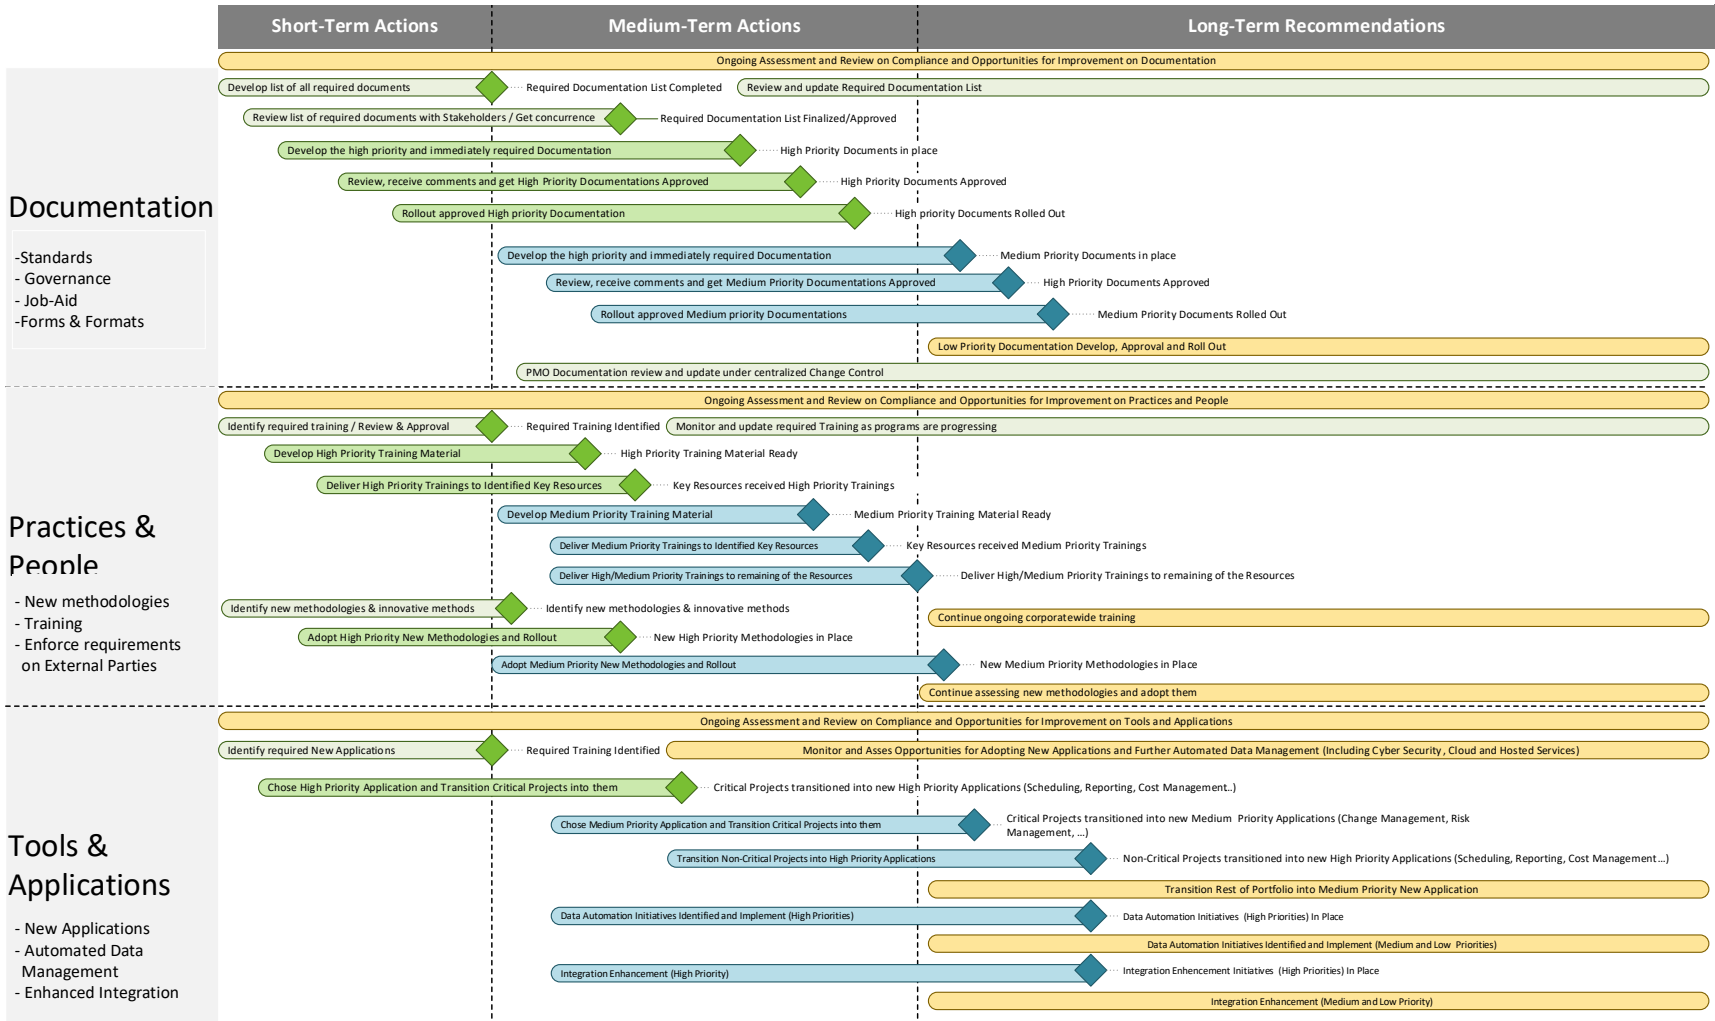 Short-Term Actions
Medium-Term Actions
Long-Term Recommendations
Ongoing Assessment and Review on Compliance and Opportunities for Improvement on Documentation
Develop list of all required documents
Required Documentation List Completed
Review and update Required Documentation List
Review list of required documents with Stakeholders / Get concurrence
Required Documentation List Finalized/Approved
Develop the high priority and immediately required Documentation
High Priority Documents in place
Review, receive comments and get High Priority Documentations Approved
High Priority Documents Approved
Documentation
Rollout approved High priority Documentation
High priority Documents Rolled Out
-Standards
- Governance
- Job-Aid
-Forms & Formats
Develop the high priority and immediately required Documentation
Medium Priority Documents in place
Review, receive comments and get Medium Priority Documentations Approved
High Priority Documents Approved
Rollout approved Medium priority Documentations
Medium Priority Documents Rolled Out
Low Priority Documentation Develop, Approval and Roll Out
PMO Documentation review and update under centralized Change Control
Ongoing Assessment and Review on Compliance and Opportunities for Improvement on Practices and People
Identify required training / Review & Approval
Required Training Identified
Monitor and update required Training as programs are progressing
Develop High Priority Training Material
High Priority Training Material Ready
Deliver High Priority Trainings to Identified Key Resources
Key Resources received High Priority Trainings
Practices &
People
Develop Medium Priority Training Material
Medium Priority Training Material Ready
Deliver Medium Priority Trainings to Identified Key Resources
Key Resources received Medium Priority Trainings
Deliver High/Medium Priority Trainings to remaining of the Resources
Deliver High/Medium Priority Trainings to remaining of the Resources
- New methodologies
- Training
- Enforce requirements
on External Parties
Identify new methodologies & innovative methods
Identify new methodologies & innovative methods
Continue ongoing corporatewide training
Adopt High Priority New Methodologies and Rollout
New High Priority Methodologies in Place
Adopt Medium Priority New Methodologies and Rollout
New Medium Priority Methodologies in Place
Continue assessing new methodologies and adopt them
Ongoing Assessment and Review on Compliance and Opportunities for Improvement on Tools and Applications
Identify required New Applications
Required Training Identified
Monitor and Asses Opportunities for Adopting New Applications and Further Automated Data Management (Including Cyber Security, Cloud and Hosted Services)
Chose High Priority Application and Transition Critical Projects into them
Critical Projects transitioned into new High Priority Applications (Scheduling, Reporting, Cost Management..)
Tools &
Applications
Chose Medium Priority Application and Transition Critical Projects into them
Critical Projects transitioned into new Medium Priority Applications (Change Management, Risk
Management, ...)
Transition Non-Critical Projects into High Priority Applications
Non-Critical Projects transitioned into new High Priority Applications (Scheduling, Reporting, Cost Management...)
Transition Rest of Portfolio into Medium Priority New Application
- New Applications
- Automated Data
Management
- Enhanced Integration
Data Automation Initiatives Identified and Implement (High Priorities)
Data Automation Initiatives (High Priorities) In Place
Data Automation Initiatives Identified and Implement (Medium and Low Priorities)
Integration Enhancement (High Priority)
Integration Enhencement Initiatives (High Priorities) In Place
Integration Enhancement (Medium and Low Priority)